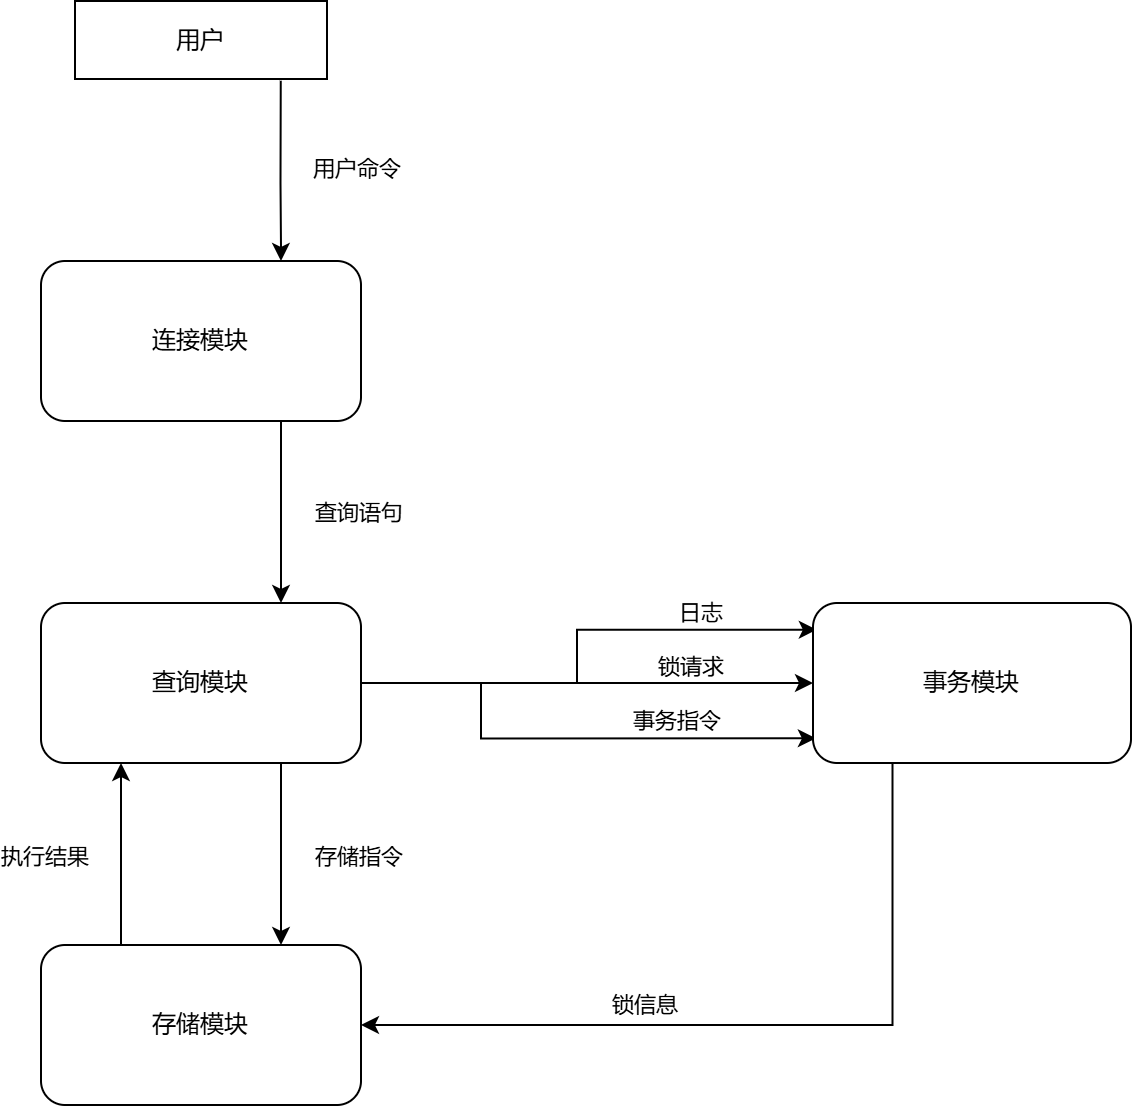 用户
用户命令
连接模块
查询语句
日志
查询模块
锁请求
事务模块
事务指令
执行结果
存储指令
存储模块
锁信息